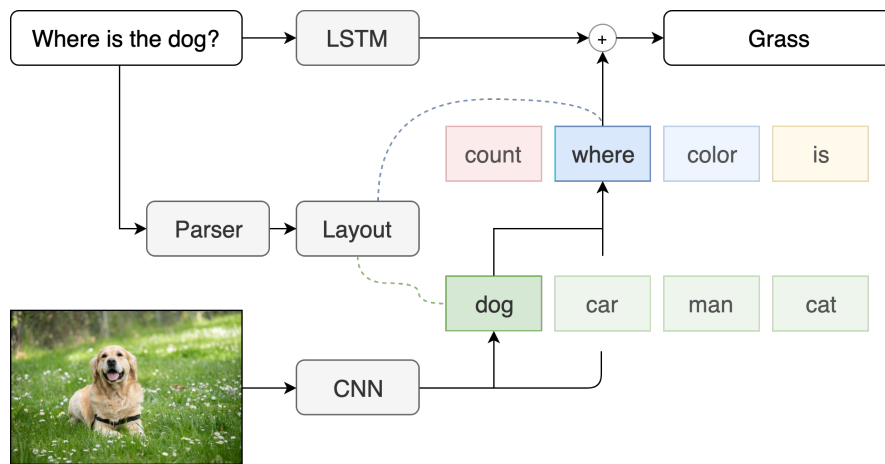 Where is the dog?
LSTM
+
Grass
count
where
color
is
Parser
Layout
dog
car
man
cat
CNN